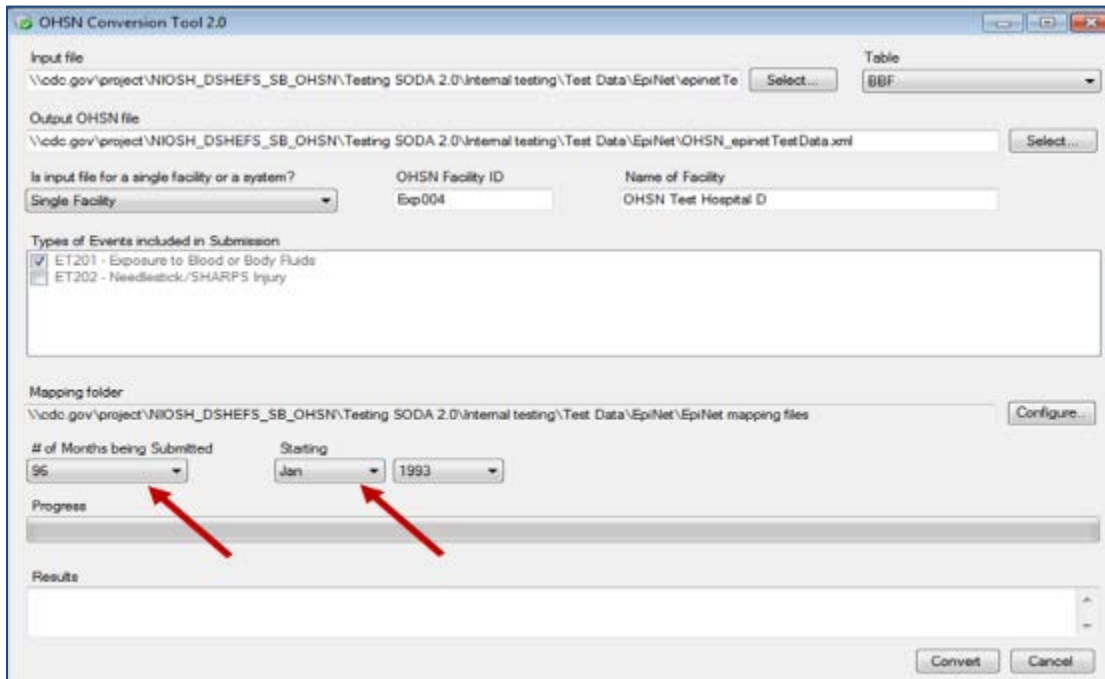 OHSN Conversion Tool 2.0
Input file Table
\\cdc.gov\project\NIOSH_DSHEFS_SB_OHSN\Testing SODA 2.0\Internal testing\Test Data\EpiNet\epinetTe Select... BBF
Output OHSN file
\\cdc.gov\project\NIOSH_DSHEFS_SB_OHSN\Testing SODA 2.0\Internal testing\Test Data\EpiNet\OHSN_epinetTestData.xml Select...
Is input file for a single facility or a system? OHSN Facility ID Name of Facility
Single Facility Exp004 OHSN Test Hospital D
Types of Events included in Submission
ET201 - Exposure to Blood or Body Fluids
ET202 - Needlestick/SHARPS Injury
Mapping folder
\\cdc.gov\project\NIOSH_DSHEFS_SB_OHSN\Testing SODA 2.0\Internal testing\Test Data\EpiNet\EpiNet mapping files Configure...
# of Months being Submitted Starting
96 Jan 1993
Progress
Results
Convert Cancel